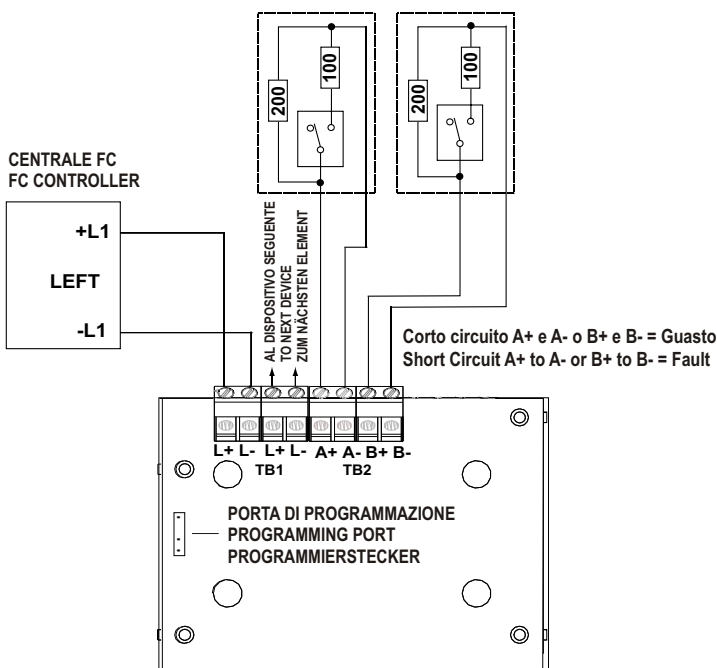 200
100
200
100
CENTRALE FC
FC CONTROLLER
+L1
LEFT
-L1
AL DISPOSITIVO SEGUENTE
TO NEXT DEVICE
ZUM NÄCHSTEN ELEMENT
Corto circuito A+ e A- o B+ e B- = Guasto
Short Circuit A+ to A- or B+ to B- = Fault
L+ L- L+ L- A+ A- B+ B-
TB1 TB2
PORTA DI PROGRAMMAZIONE
PROGRAMMING PORT
PROGRAMMIERSTECKER